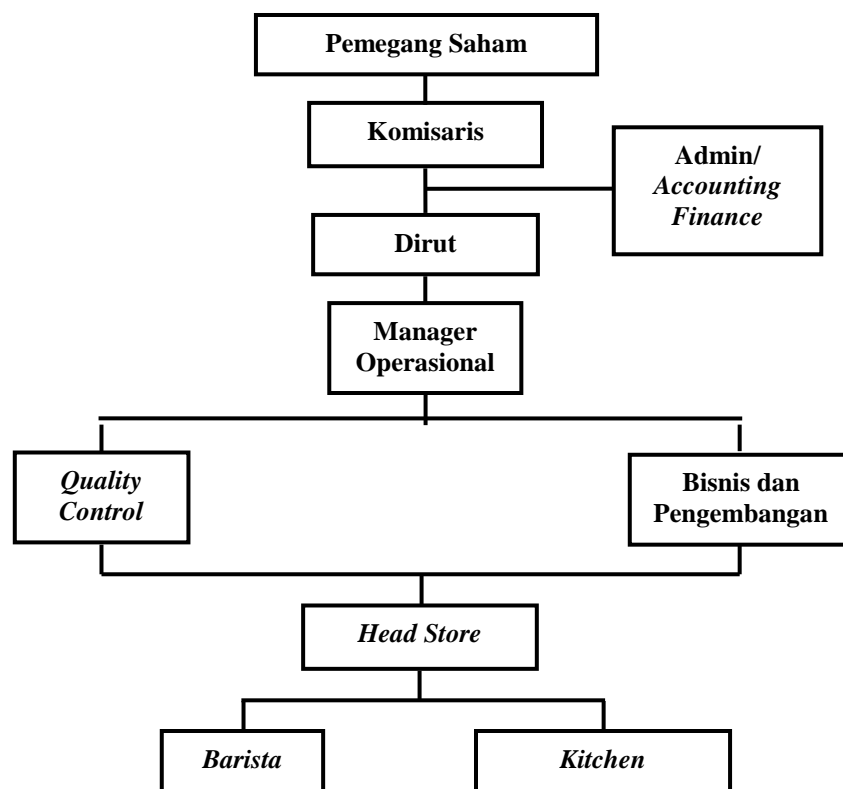 Pemegang Saham
Komisaris
Admin/
Accounting
Finance
Dirut
Manager
Operasional
Quality
Control
Bisnis dan
Pengembangan
Head Store
Barista
Kitchen